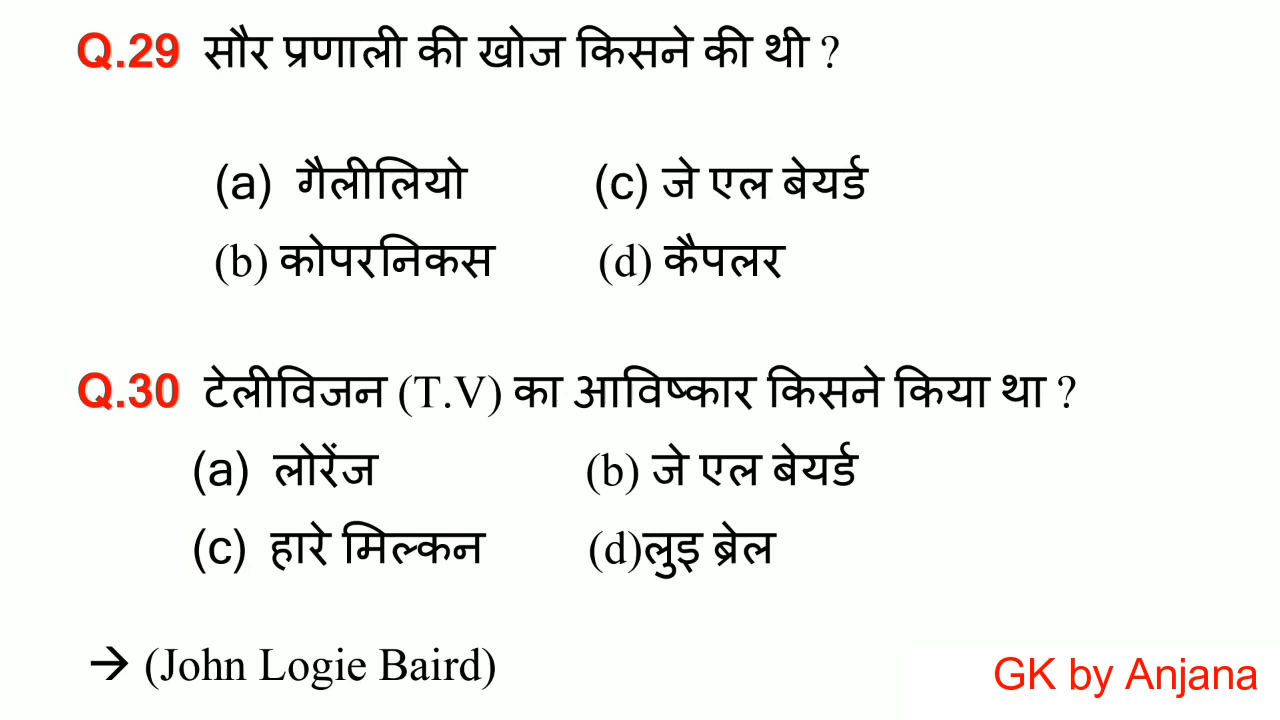 Q.29 सौर प्रणाली की खोज किसने की थी ?
(a) गैलीलियो (c) जे एल बेयर्ड
(b) कोपरनिकस (d) कैपलर
Q.30 टेलीविजन (T.V) का आविष्कार किसने किया था ?
(a) लोरेंज (b) जे एल बेयर्ड
(c) हारे मिल्कन (d)लुइ ब्रेल
→ (John Logie Baird)
GK by Anjana